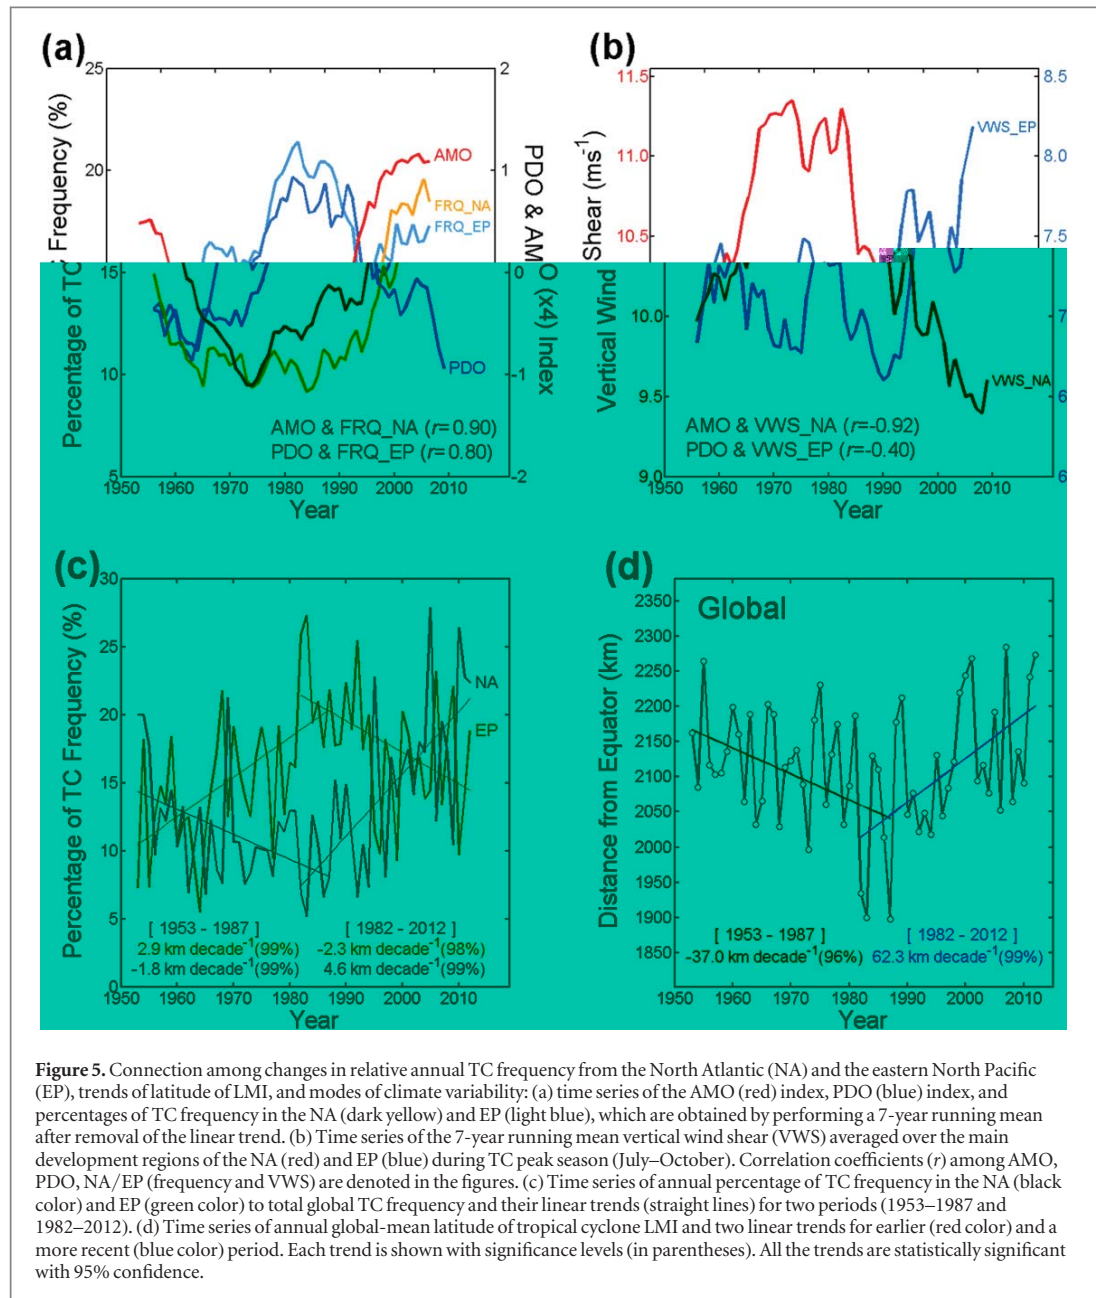 (a)
(b)
25
20
15
10
5
Percentage of TC Frequency (%)
2
1
0
-1
-2
PDO & AMO (x4) Index
AMO
FRQ_NA
FRQ_EP
PDO
AMO & FRQ_NA (r=0.90)
PDO & FRQ_EP (r=0.80)
1950 1960 1970 1980 1990 2000 2010
Year
11.5
11.0
10.5
10.0
9.5
9.0
Vertical Wind Shear (ms-1)
8.5
8.0
7.5
7
6
6
VWS_EP
VWS_NA
AMO & VWS_NA (r=-0.92)
PDO & VWS_EP (r=-0.40)
1950 1960 1970 1980 1990 2000 2010
Year
(c)
(d)
30
25
20
15
10
5
0
Percentage of TC Frequency (%)
NA
EP
[ 1953 - 1987 ] [ 1982 - 2012 ]
2.9 km decade-1(99%) -2.3 km decade-1(98%)
-1.8 km decade-1(99%) 4.6 km decade-1(99%)
1950 1960 1970 1980 1990 2000 2010
Year
Global
2350
2300
2250
2200
2150
2100
2050
2000
1950
1900
1850
Distance from Equator (km)
[ 1953 - 1987 ] [ 1982 - 2012 ]
-37.0 km decade-1(96%) 62.3 km decade-1(99%)
1950 1960 1970 1980 1990 2000 2010
Year
Figure 5. Connection among changes in relative annual TC frequency from the North Atlantic (NA) and the eastern North Pacific
(EP), trends of latitude of LMI, and modes of climate variability: (a) time series of the AMO (red) index, PDO (blue) index, and
percentages of TC frequency in the NA (dark yellow) and EP (light blue), which are obtained by performing a 7-year running mean
after removal of the linear trend. (b) Time series of the 7-year running mean vertical wind shear (VWS) averaged over the main
development regions of the NA (red) and EP (blue) during TC peak season (July–October). Correlation coefficients (r) among AMO,
PDO, NA/EP (frequency and VWS) are denoted in the figures. (c) Time series of annual percentage of TC frequency in the NA (black
color) and EP (green color) to total global TC frequency and their linear trends (straight lines) for two periods (1953–1987 and
1982–2012). (d) Time series of annual global-mean latitude of tropical cyclone LMI and two linear trends for earlier (red color) and a
more recent (blue color) period. Each trend is shown with significance levels (in parentheses). All the trends are statistically significant
with 95% confidence.